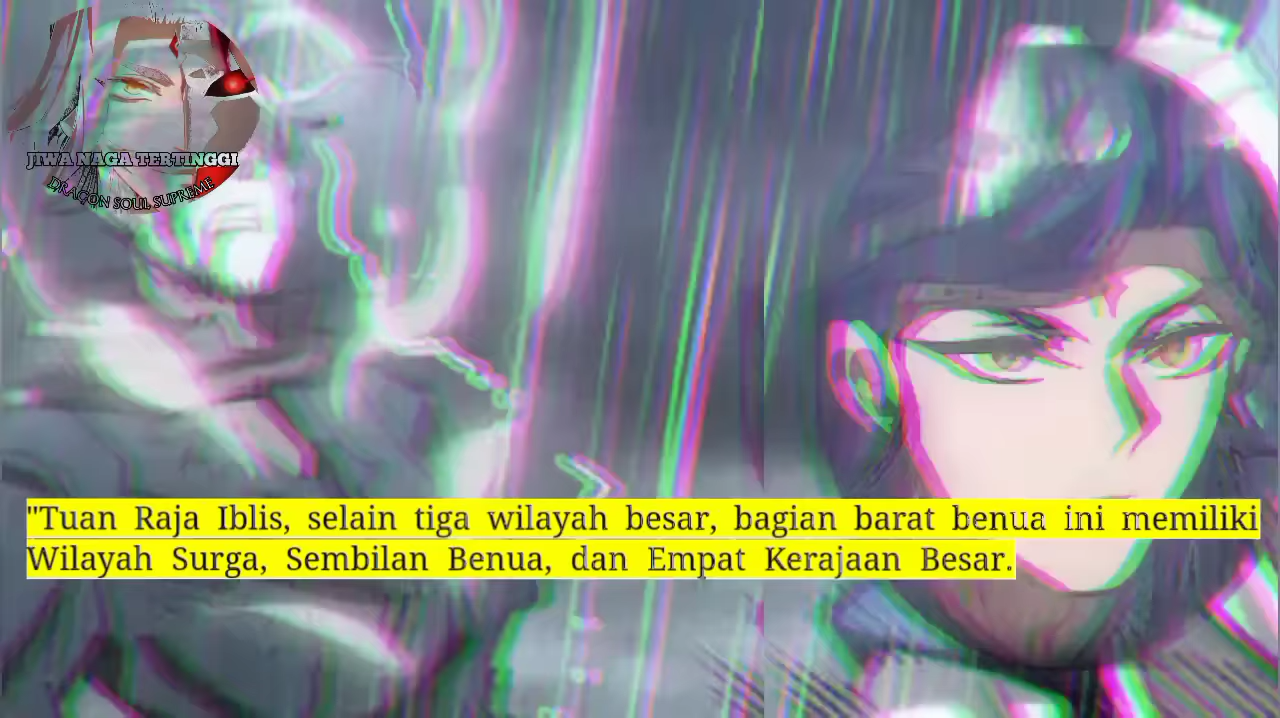 JIWA NAGA TERTINGGI
DRAGON SOUL SUPREME
"Tuan Raja Iblis, selain tiga wilayah besar, bagian barat benua ini memiliki
Wilayah Surga, Sembilan Benua, dan Empat Kerajaan Besar.